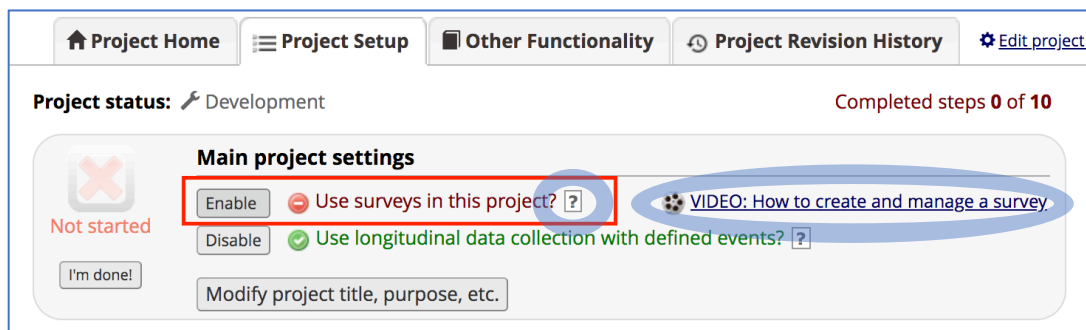 Project Home Project Setup Other Functionality Project Revision History Edit project
Project status: Development Completed steps 0 of 10
Main project settings
Enable Use surveys in this project? ? VIDEO: How to create and manage a survey
Not started
Disable Use longitudinal data collection with defined events? ?
I'm done!
Modify project title, purpose, etc.